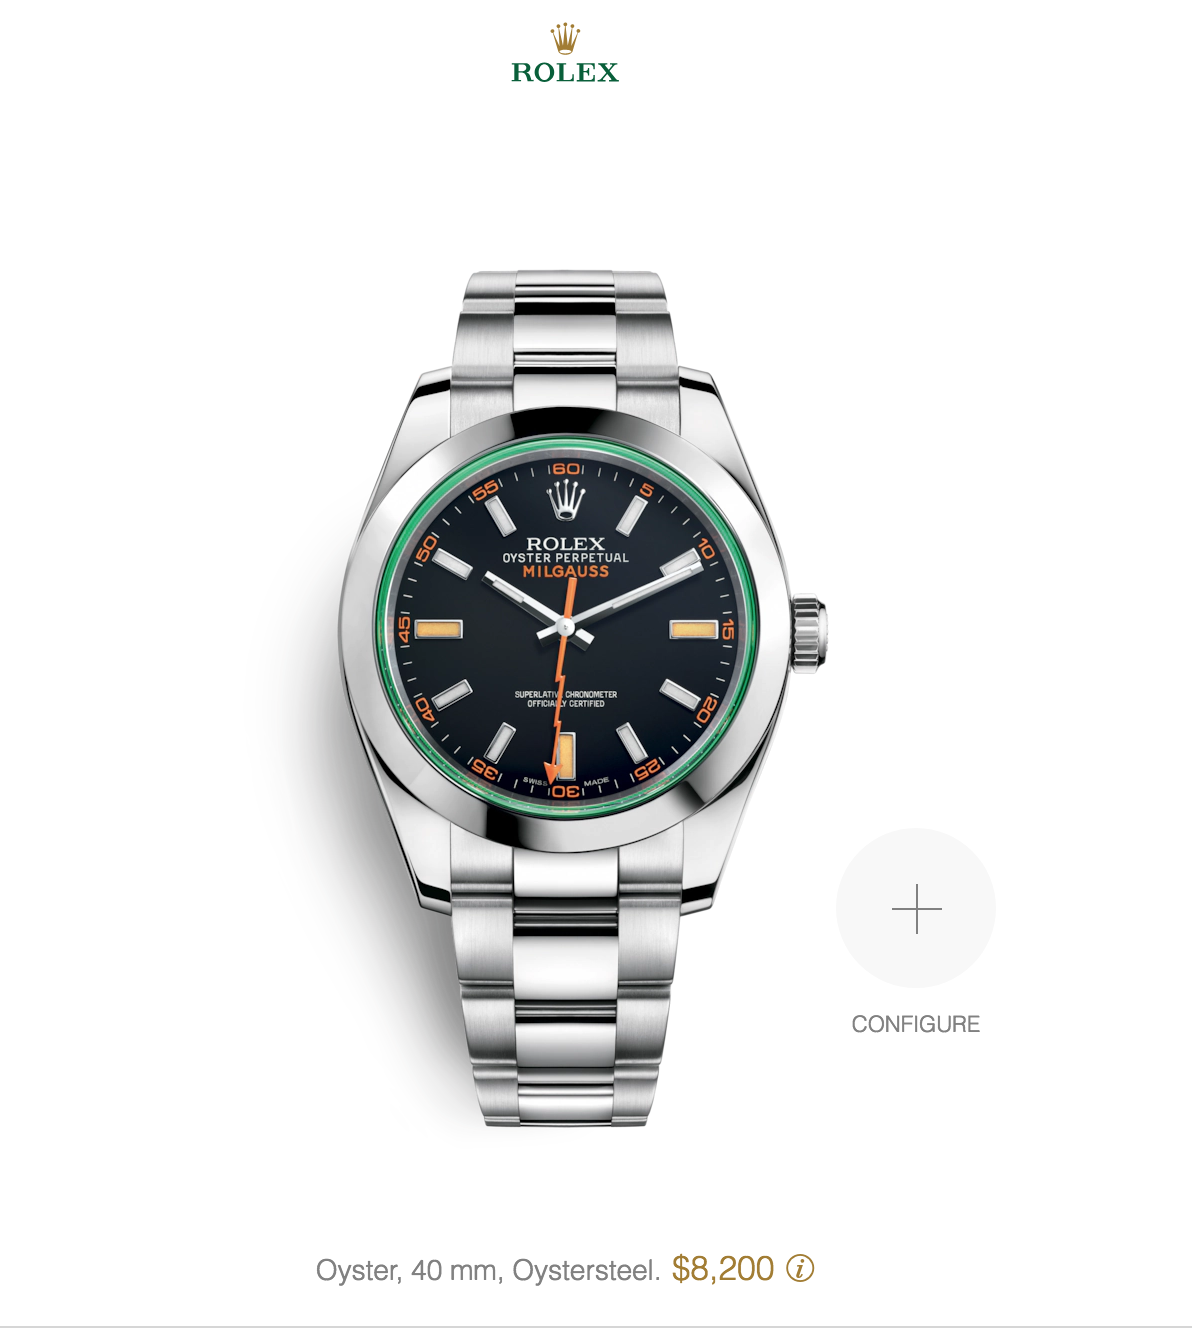 ROLEX
60
55
5
50
10
ROLEX
OYSTER PERPETUAL
MILGAUSS
45
15
SUPERLATIVE CHRONOMETER
OFFICIALLY CERTIFIED
40
20
35
25
SWISS MADE
30
CONFIGURE
Oyster, 40 mm, Oystersteel. $8,200 i